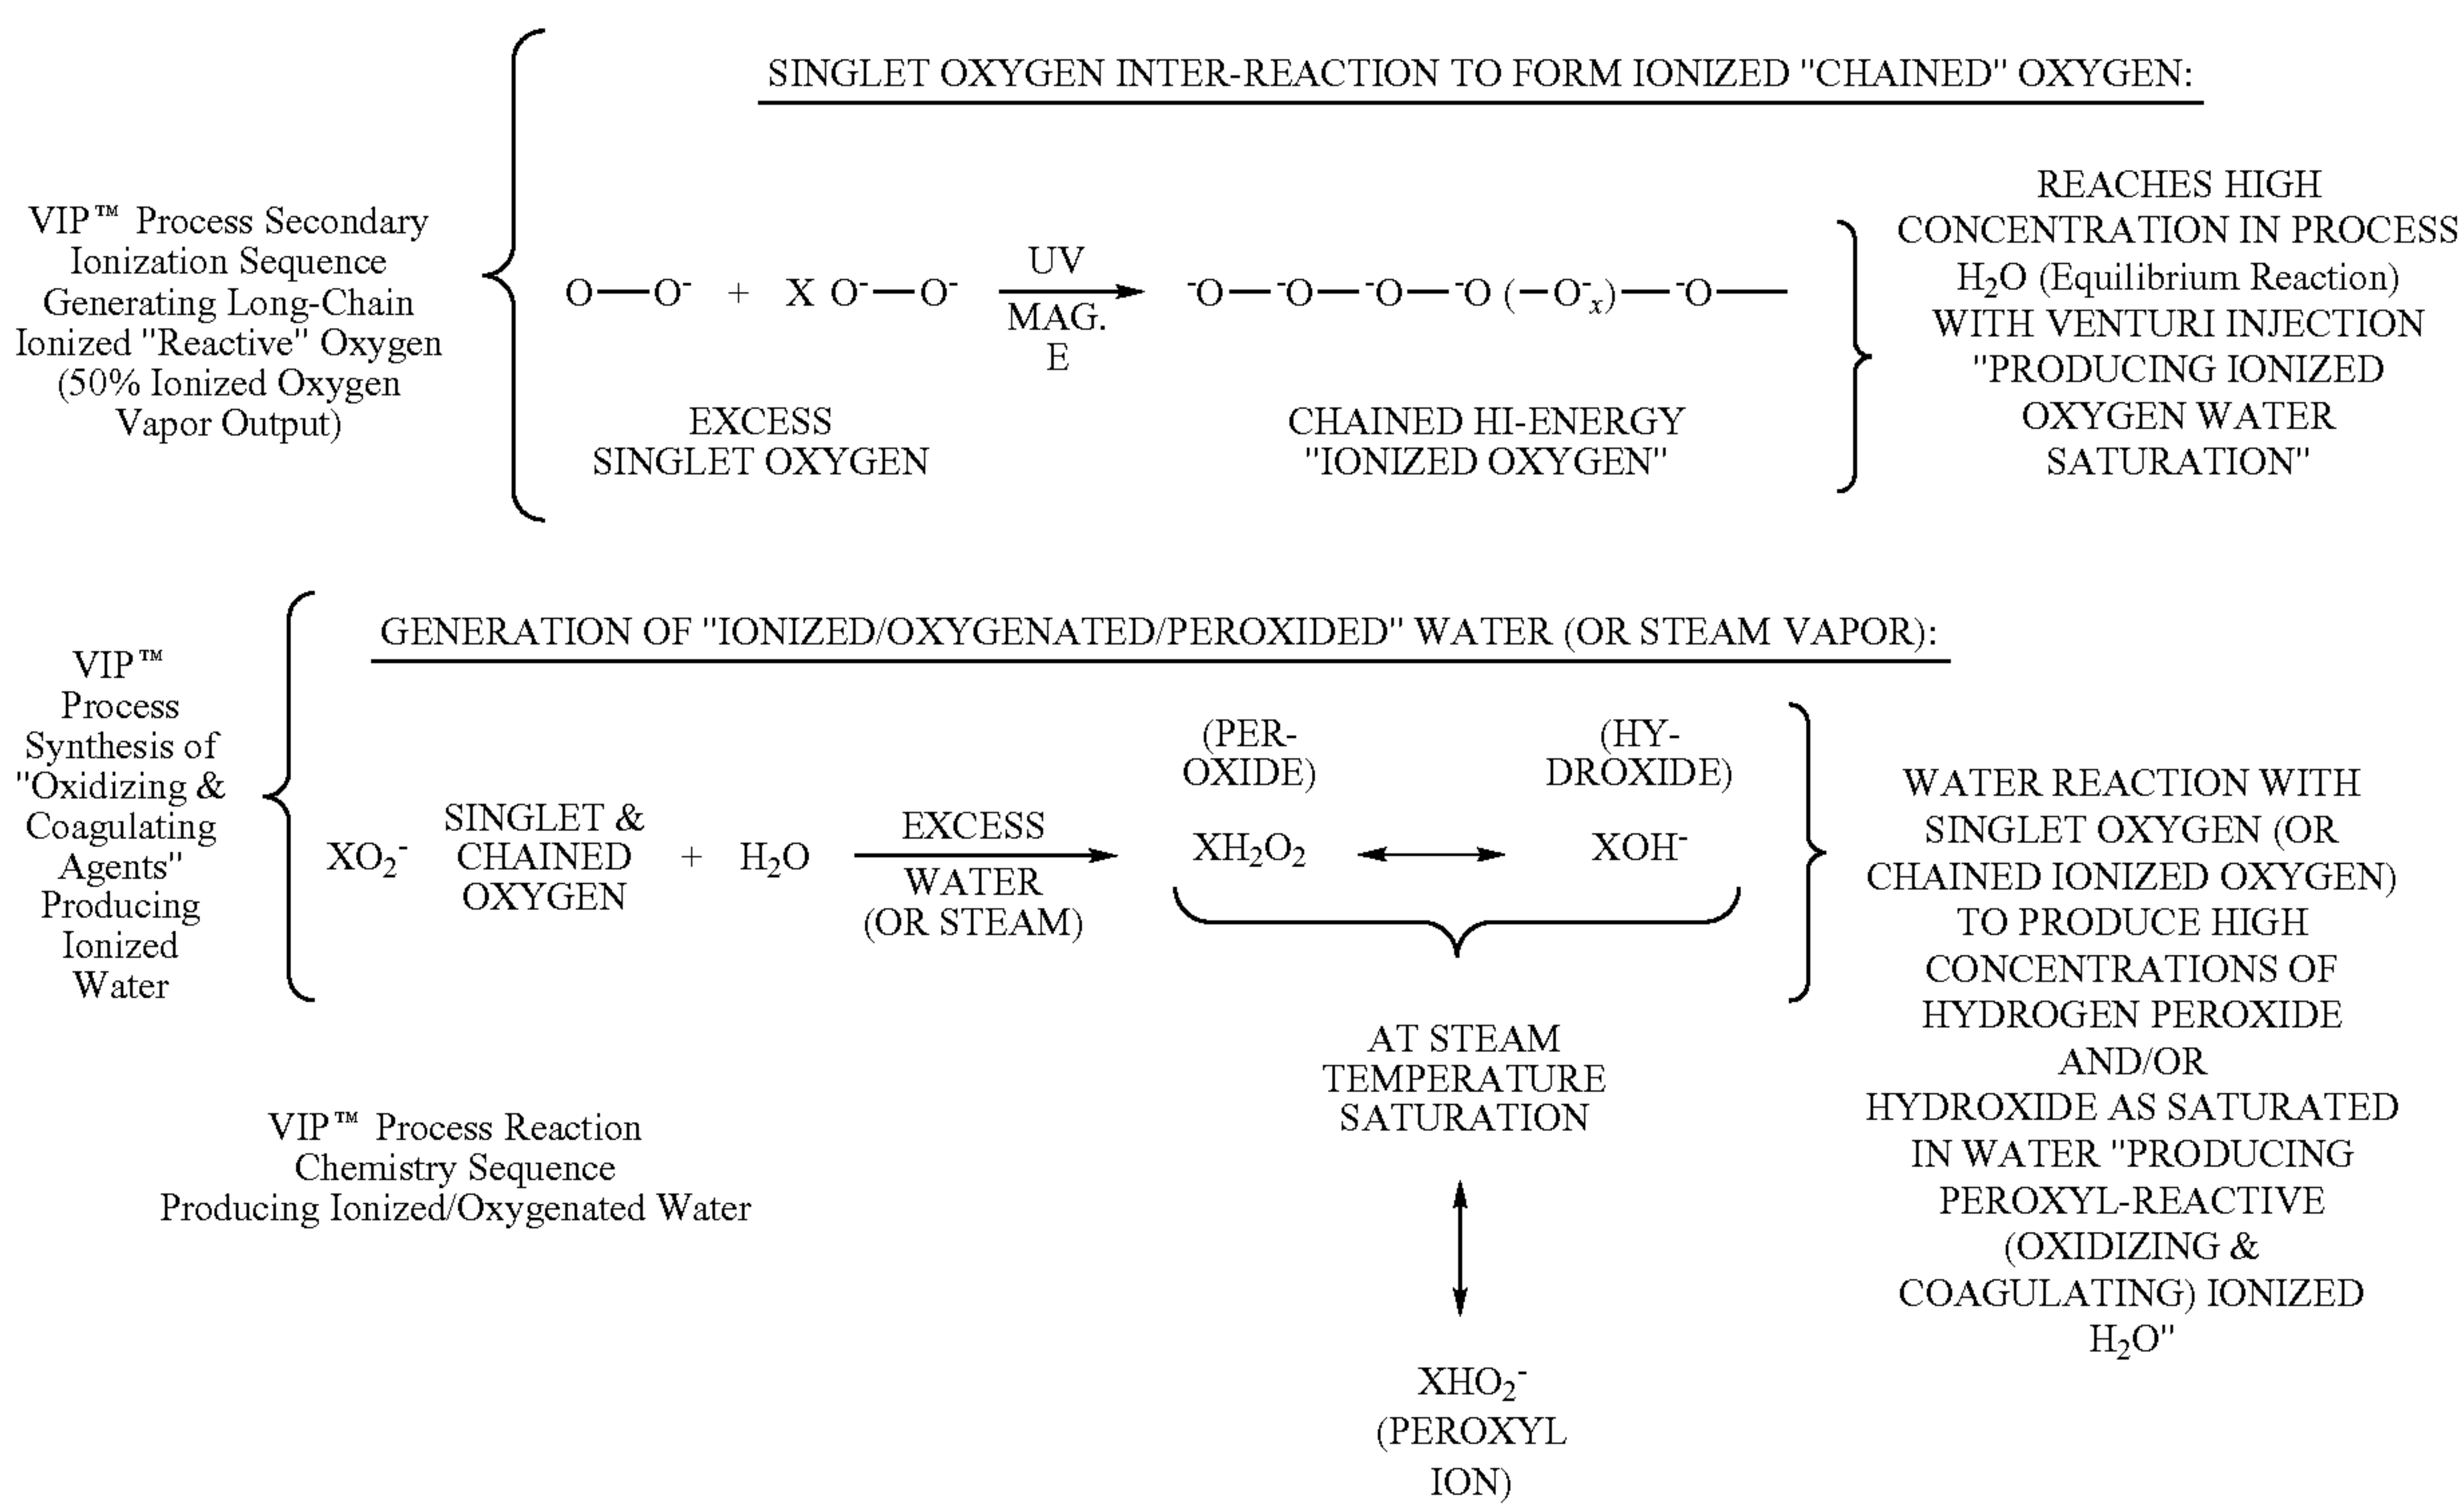 SINGLET OXYGEN INTER-REACTION TO FORM IONIZED "CHAINED" OXYGEN:
VIP™ Process Secondary
Ionization Sequence
Generating Long-Chain
Ionized "Reactive" Oxygen
(50% Ionized Oxygen
Vapor Output)
O—O⁻ + X O⁻—O⁻
UV
MAG.
E
⁻O—⁻O—⁻O—⁻O (—O⁻ₓ)—⁻O—
EXCESS
SINGLET OXYGEN
CHAINED HI-ENERGY
"IONIZED OXYGEN"
REACHES HIGH
CONCENTRATION IN PROCESS
H₂O (Equilibrium Reaction)
WITH VENTURI INJECTION
"PRODUCING IONIZED
OXYGEN WATER
SATURATION"
GENERATION OF "IONIZED/OXYGENATED/PEROXIDED" WATER (OR STEAM VAPOR):
VIP™
Process
Synthesis of
"Oxidizing &
Coagulating
Agents"
Producing
Ionized
Water
XO₂⁻
SINGLET &
CHAINED
OXYGEN
+ H₂O
EXCESS
WATER
(OR STEAM)
(PER-
OXIDE)
XH₂O₂
(HY-
DROXIDE)
XOH⁻
AT STEAM
TEMPERATURE
SATURATION
XHO₂⁻
(PEROXYL
ION)
WATER REACTION WITH
SINGLET OXYGEN (OR
CHAINED IONIZED OXYGEN)
TO PRODUCE HIGH
CONCENTRATIONS OF
HYDROGEN PEROXIDE
AND/OR
HYDROXIDE AS SATURATED
IN WATER "PRODUCING
PEROXYL-REACTIVE
(OXIDIZING &
COAGULATING) IONIZED
H₂O"
VIP™ Process Reaction
Chemistry Sequence
Producing Ionized/Oxygenated Water